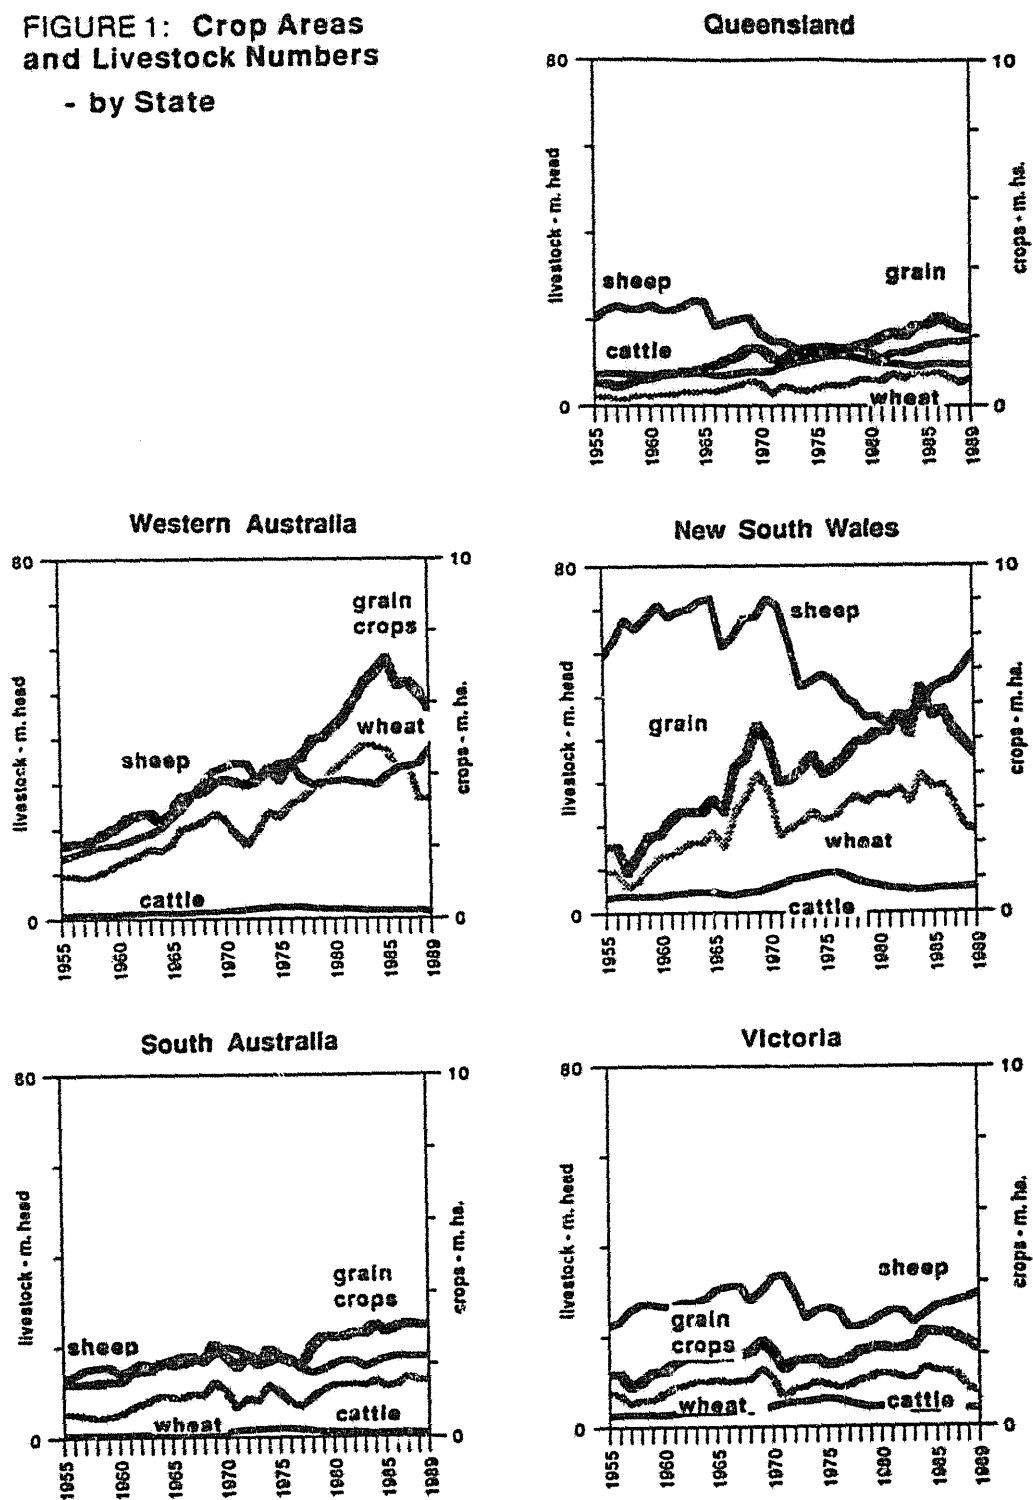 FIGURE 1: Crop Areas
and Livestock Numbers
- by State
Queensland
80
10
livestock - m. head
crops - m. ha.
sheep
grain
cattle
wheat
0
0
1955
1960
1965
1970
1975
1980
1985
1989
Western Australia
80
10
livestock - m. head
crops - m. ha.
grain
crops
wheat
sheep
cattle
0
0
1955
1960
1965
1970
1975
1980
1985
1989
New South Wales
80
10
livestock - m. head
crops - m. ha.
sheep
grain
wheat
cattle
0
0
1955
1960
1965
1970
1975
1980
1985
1989
South Australia
80
10
livestock - m. head
crops - m. ha.
grain
crops
sheep
wheat
cattle
0
0
1955
1960
1965
1970
1975
1980
1985
1989
Victoria
80
10
livestock - m. head
crops - m. ha.
sheep
grain
crops
wheat
cattle
0
0
1955
1960
1965
1970
1975
1980
1985
1989